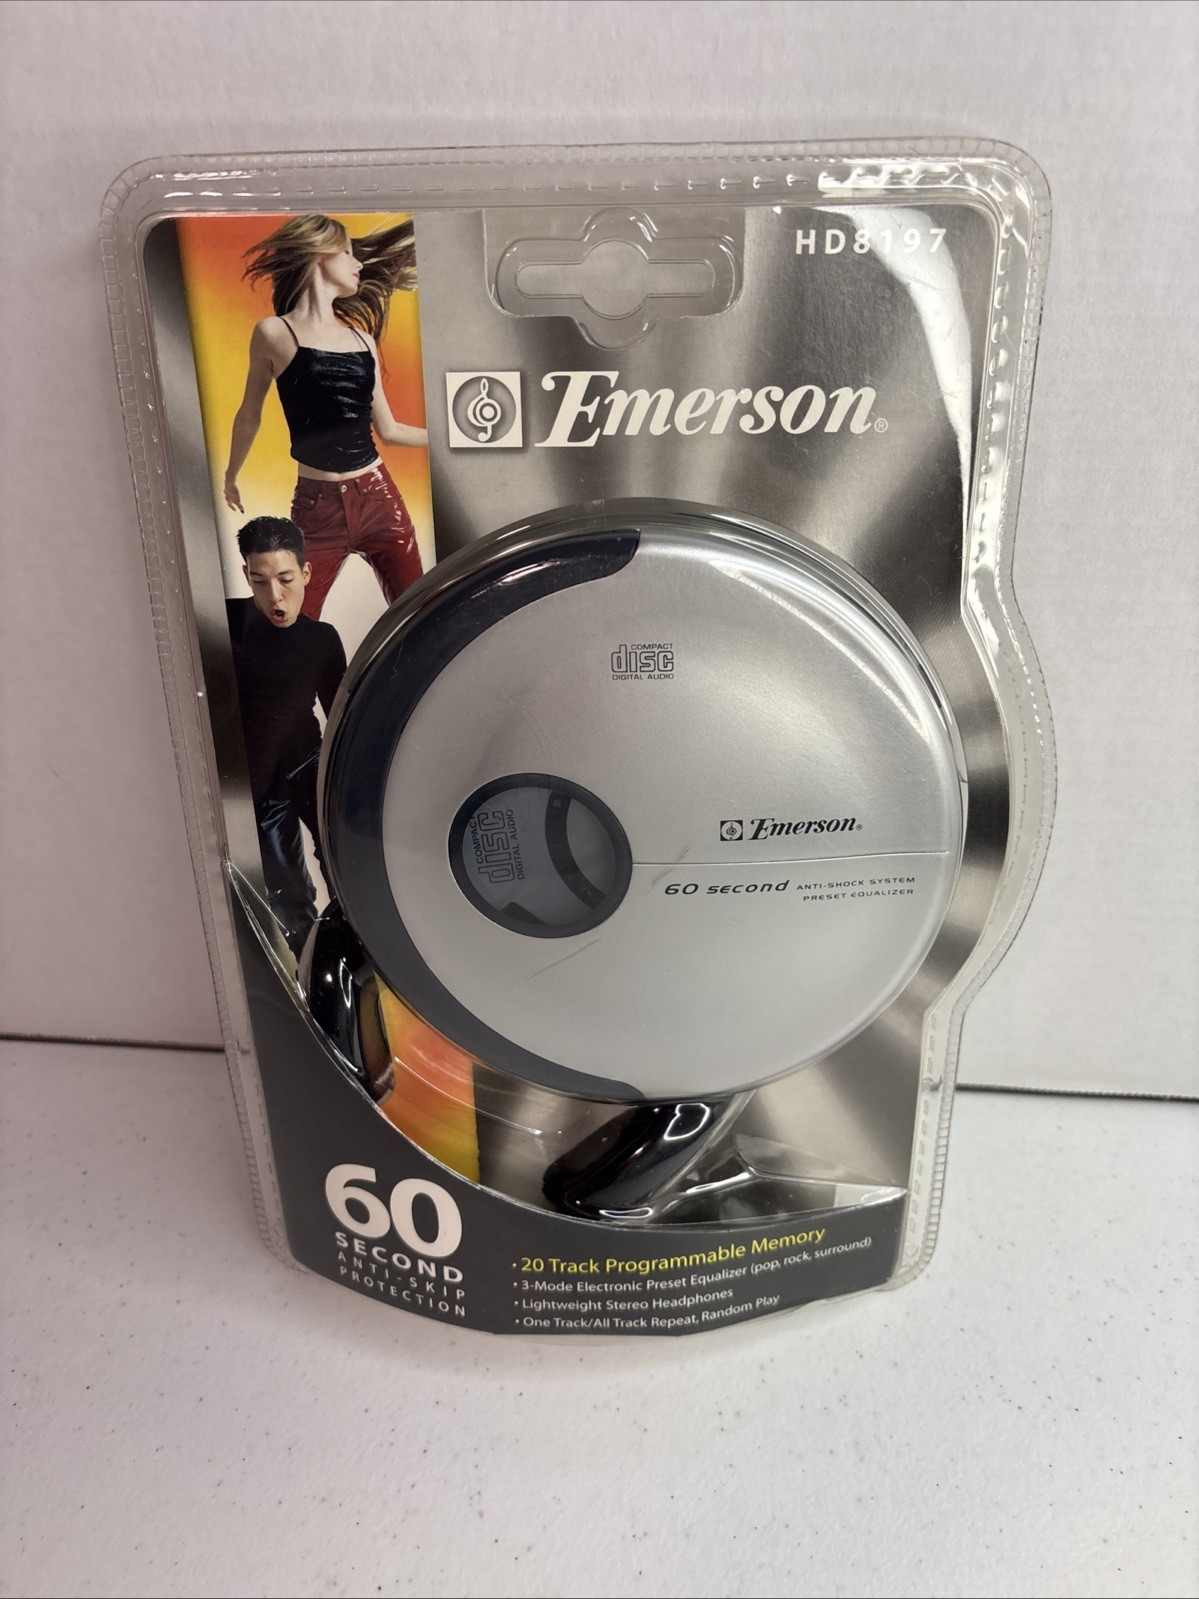 HD8197
Emerson®
COMPACT
disc
DIGITAL AUDIO
COMPACT
disc
DIGITAL AUDIO
Emerson®
60 second ANTI-SHOCK SYSTEM
PRESET EQUALIZER
60
SECOND
ANTI-SKIP
PROTECTION
• 20 Track Programmable Memory
• 3-Mode Electronic Preset Equalizer (pop, rock, surround)
• Lightweight Stereo Headphones
• One Track/All Track Repeat, Random Play